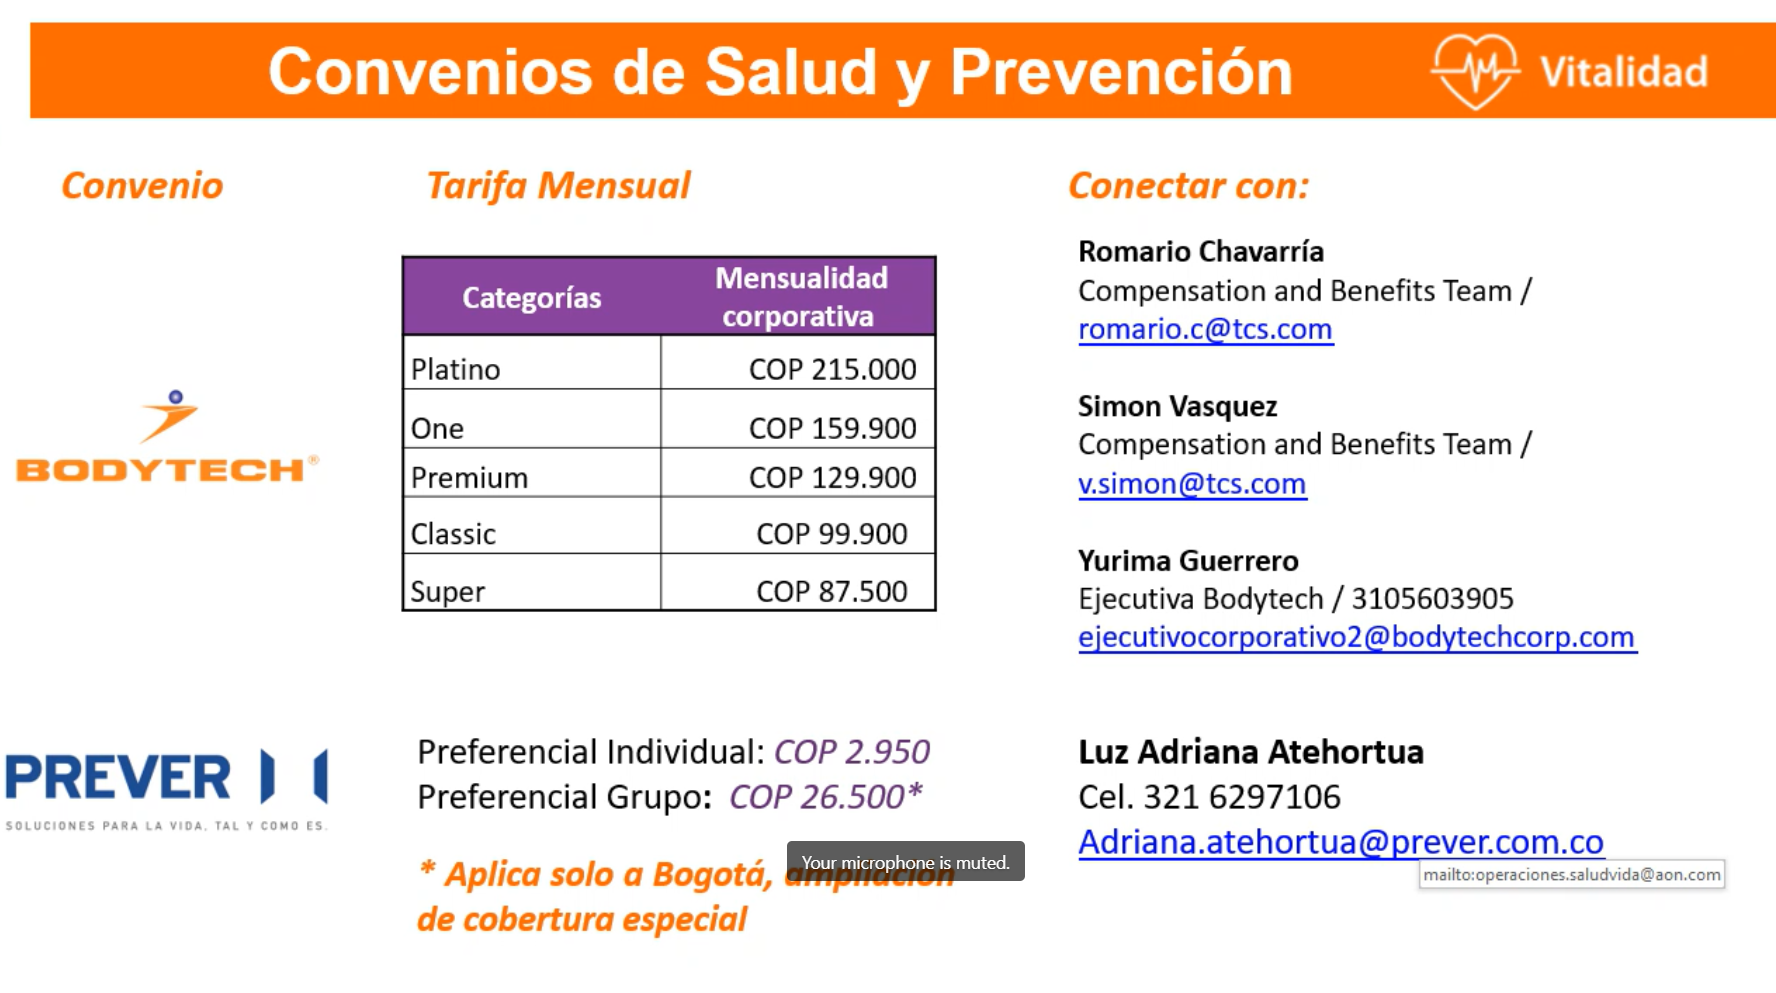 Convenios de Salud y Prevención
Vitalidad
Convenio
Tarifa Mensual
Conectar con:
BODYTECH®
Categorías
Mensualidad
corporativa
Platino COP 215.000
One COP 159.900
Premium COP 129.900
Classic COP 99.900
Super COP 87.500
Romario Chavarría
Compensation and Benefits Team /
romario.c@tcs.com
Simon Vasquez
Compensation and Benefits Team /
v.simon@tcs.com
Yurima Guerrero
Ejecutiva Bodytech / 3105603905
ejecutivocorporativo2@bodytechcorp.com
PREVER
SOLUCIONES PARA LA VIDA, TAL Y COMO ES.
Preferencial Individual: COP 2.950
Preferencial Grupo: COP 26.500*
* Aplica solo a Bogotá, ampliación
de cobertura especial
Your microphone is muted.
Luz Adriana Atehortua
Cel. 321 6297106
Adriana.atehortua@prever.com.co
mailto:operaciones.saludvida@aon.com